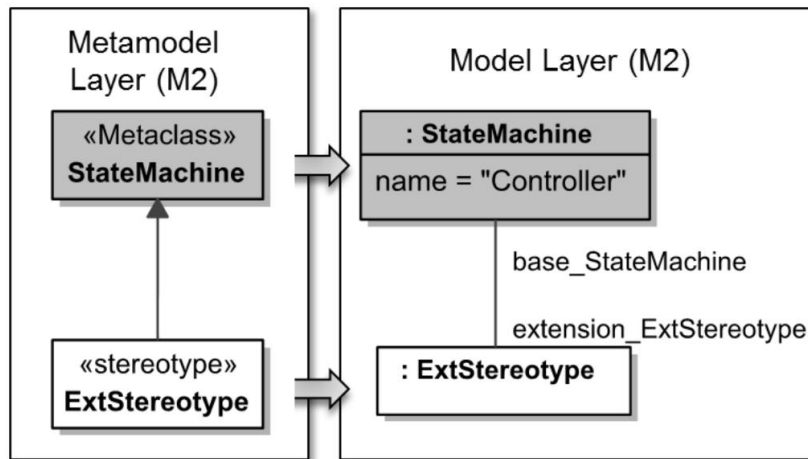 Metamodel
Layer (M2)
«Metaclass»
StateMachine
«stereotype»
ExtStereotype
Model Layer (M2)
: StateMachine
name = "Controller"
base_StateMachine
extension_ExtStereotype
: ExtStereotype